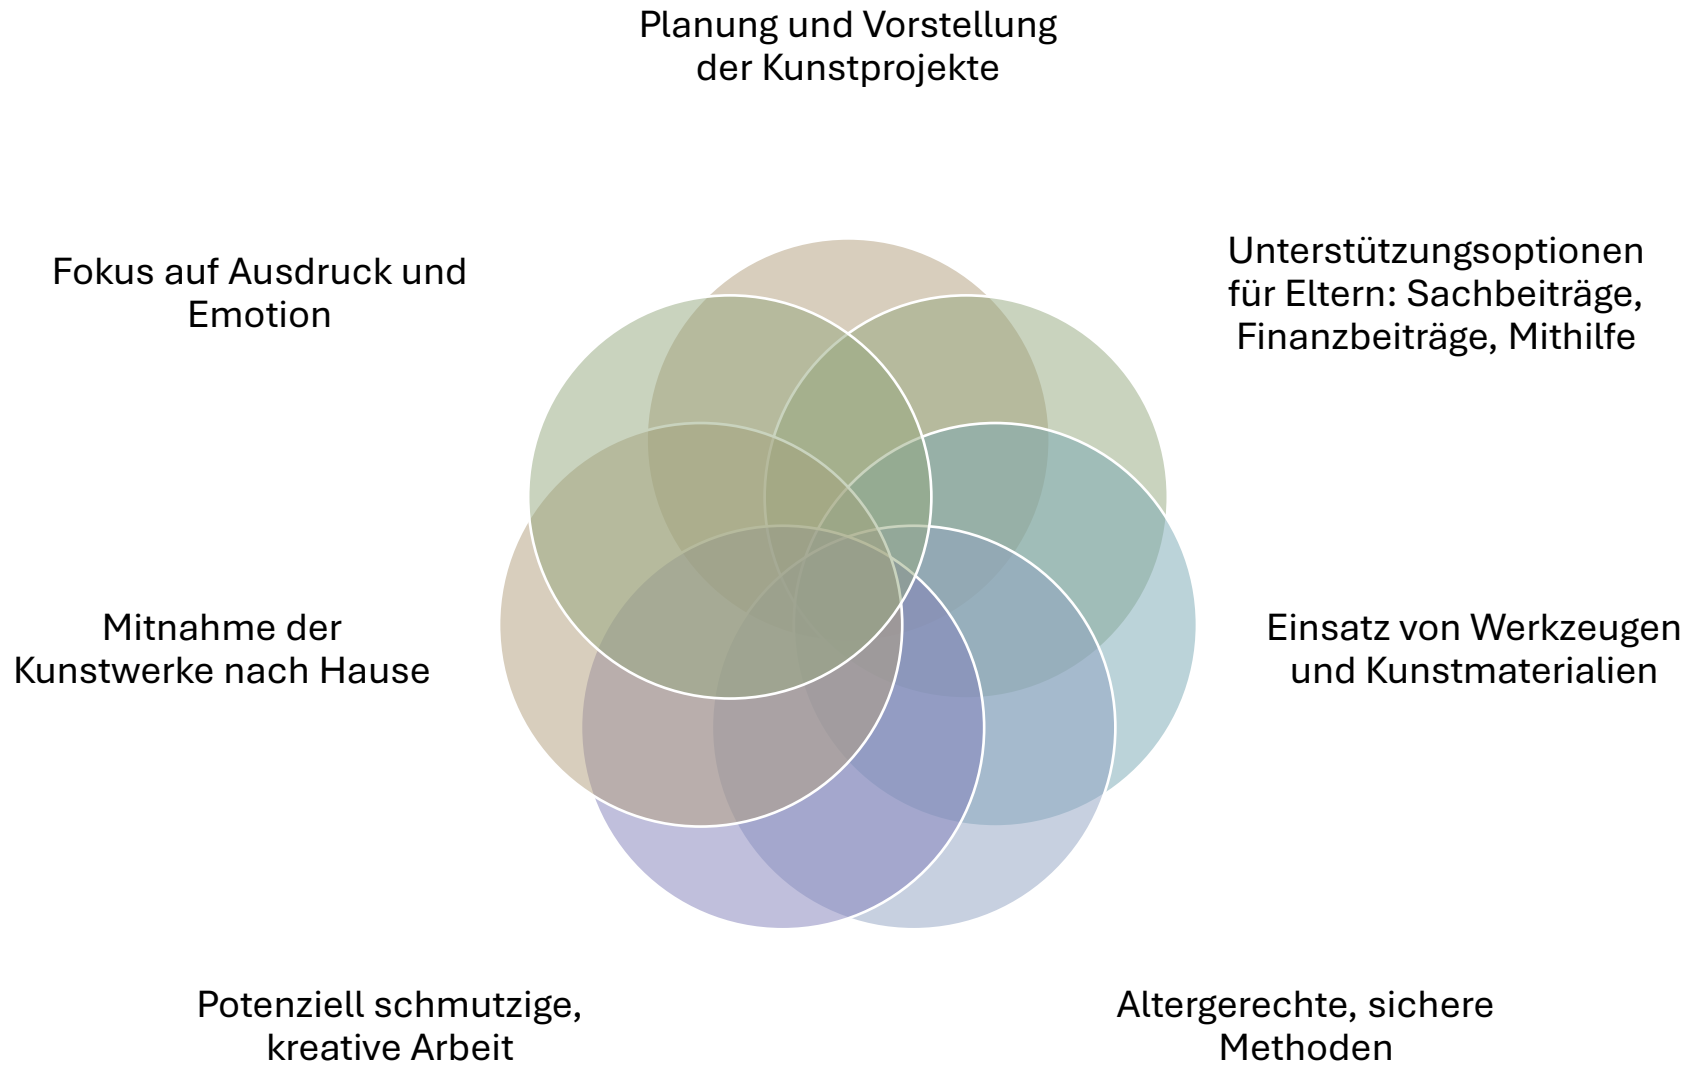 Planung und Vorstellung
der Kunstprojekte
Unterstützungsoptionen
für Eltern: Sachbeiträge,
Finanzbeiträge, Mithilfe
Einsatz von Werkzeugen
und Kunstmaterialien
Altergerechte, sichere
Methoden
Potenziell schmutzige,
kreative Arbeit
Mitnahme der
Kunstwerke nach Hause
Fokus auf Ausdruck und
Emotion